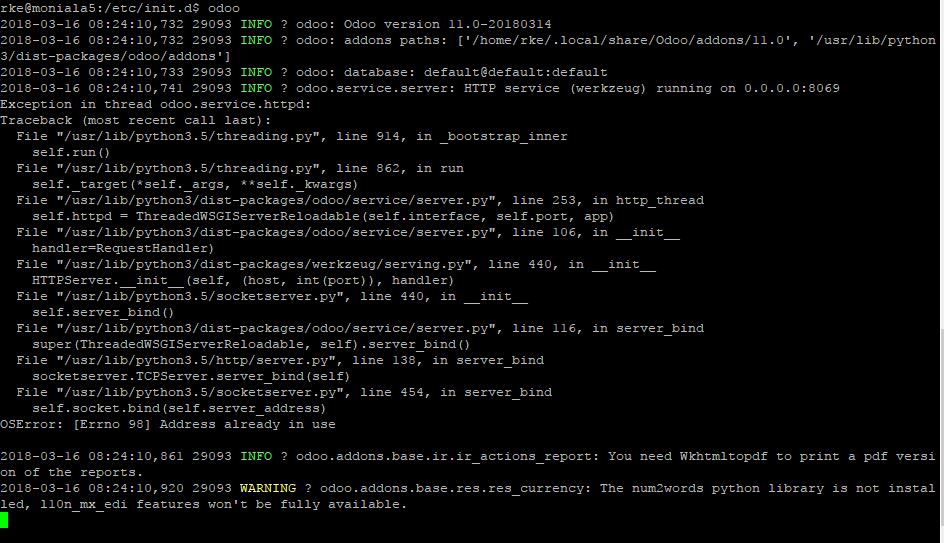 rke@moniala5:/etc/init.d$ odoo
2018-03-16 08:24:10,732 29093 INFO ? odoo: Odoo version 11.0-20180314
2018-03-16 08:24:10,732 29093 INFO ? odoo: addons paths: ['/home/rke/.local/share/Odoo/addons/11.0', '/usr/lib/python
3/dist-packages/odoo/addons']
2018-03-16 08:24:10,733 29093 INFO ? odoo: database: default@default:default
2018-03-16 08:24:10,741 29093 INFO ? odoo.service.server: HTTP service (werkzeug) running on 0.0.0.0:8069
Exception in thread odoo.service.httpd:
Traceback (most recent call last):
  File "/usr/lib/python3.5/threading.py", line 914, in _bootstrap_inner
    self.run()
  File "/usr/lib/python3.5/threading.py", line 862, in run
    self._target(*self._args, **self._kwargs)
  File "/usr/lib/python3/dist-packages/odoo/service/server.py", line 253, in http_thread
    self.httpd = ThreadedWSGIServerReloadable(self.interface, self.port, app)
  File "/usr/lib/python3/dist-packages/odoo/service/server.py", line 106, in __init__
    handler=RequestHandler)
  File "/usr/lib/python3/dist-packages/werkzeug/serving.py", line 440, in __init__
    HTTPServer.__init__(self, (host, int(port)), handler)
  File "/usr/lib/python3.5/socketserver.py", line 440, in __init__
    self.server_bind()
  File "/usr/lib/python3/dist-packages/odoo/service/server.py", line 116, in server_bind
    super(ThreadedWSGIServerReloadable, self).server_bind()
  File "/usr/lib/python3.5/http/server.py", line 138, in server_bind
    socketserver.TCPServer.server_bind(self)
  File "/usr/lib/python3.5/socketserver.py", line 454, in server_bind
    self.socket.bind(self.server_address)
OSError: [Errno 98] Address already in use
2018-03-16 08:24:10,861 29093 INFO ? odoo.addons.base.ir.ir_actions_report: You need Wkhtmltopdf to print a pdf versi
on of the reports.
2018-03-16 08:24:10,920 29093 WARNING ? odoo.addons.base.res.res_currency: The num2words python library is not instal
led, l10n_mx_edi features won't be fully available.